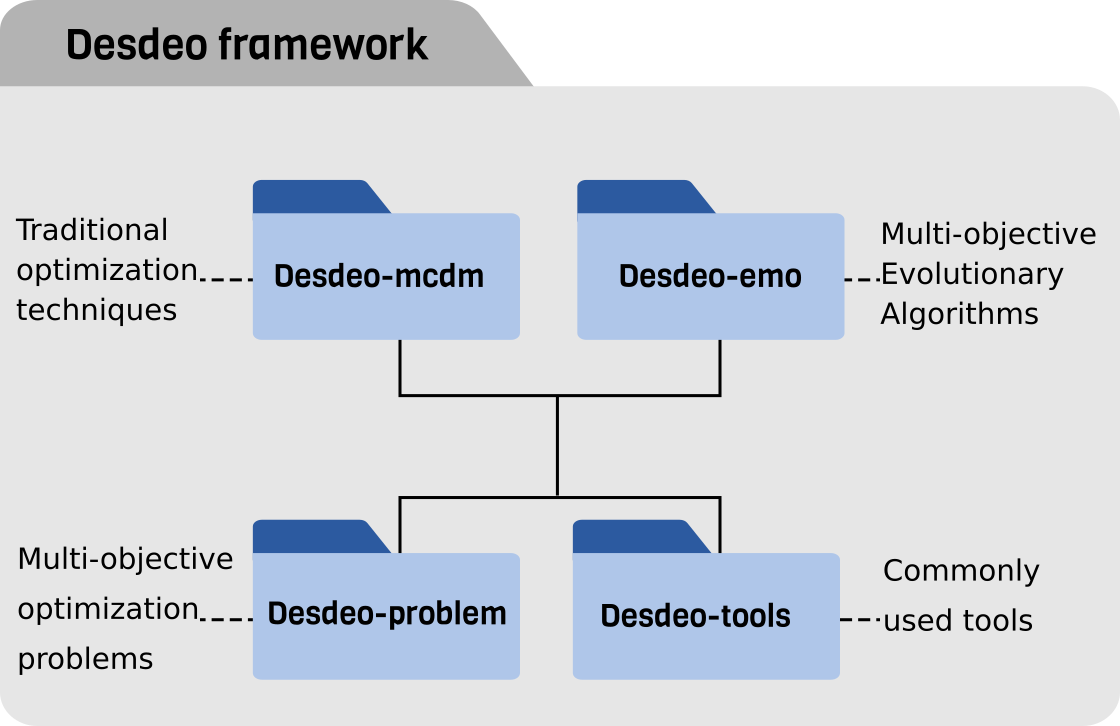 Desdeo framework
Traditional
optimization
techniques
Desdeo-mcdm
Desdeo-emo
Multi-objective
Evolutionary
Algorithms
Multi-objective
optimization
problems
Desdeo-problem
Desdeo-tools
Commonly
used tools